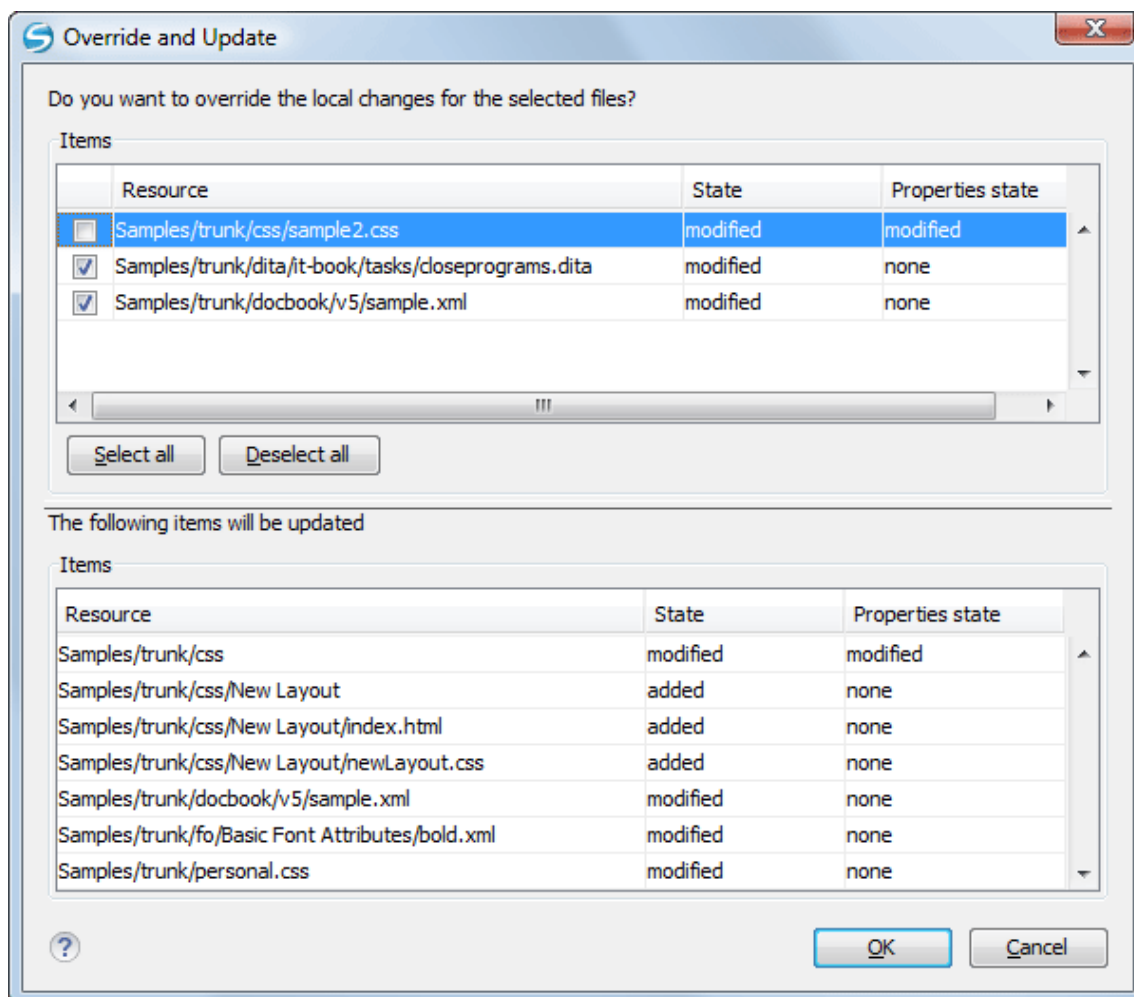 Override and Update
Do you want to override the local changes for the selected files?
Items
Resource State Properties state
Samples/trunk/css/sample2.css modified modified
Samples/trunk/dita/it-book/tasks/closeprograms.dita modified none
Samples/trunk/docbook/v5/sample.xml modified none
Select all Deselect all
The following items will be updated
Items
Resource State Properties state
Samples/trunk/css modified modified
Samples/trunk/css/New Layout added none
Samples/trunk/css/New Layout/index.html added none
Samples/trunk/css/New Layout/newLayout.css added none
Samples/trunk/docbook/v5/sample.xml modified none
Samples/trunk/fo/Basic Font Attributes/bold.xml modified none
Samples/trunk/personal.css modified none
? OK Cancel